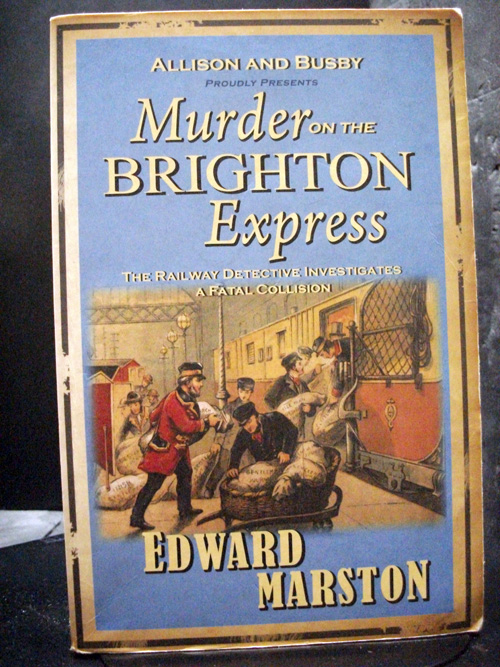 ALLISON AND BUSBY
PROUDLY PRESENTS
Murder ON THE
BRIGHTON
Express
THE RAILWAY DETECTIVE INVESTIGATES
A FATAL COLLISION
EDWARD
MARSTON